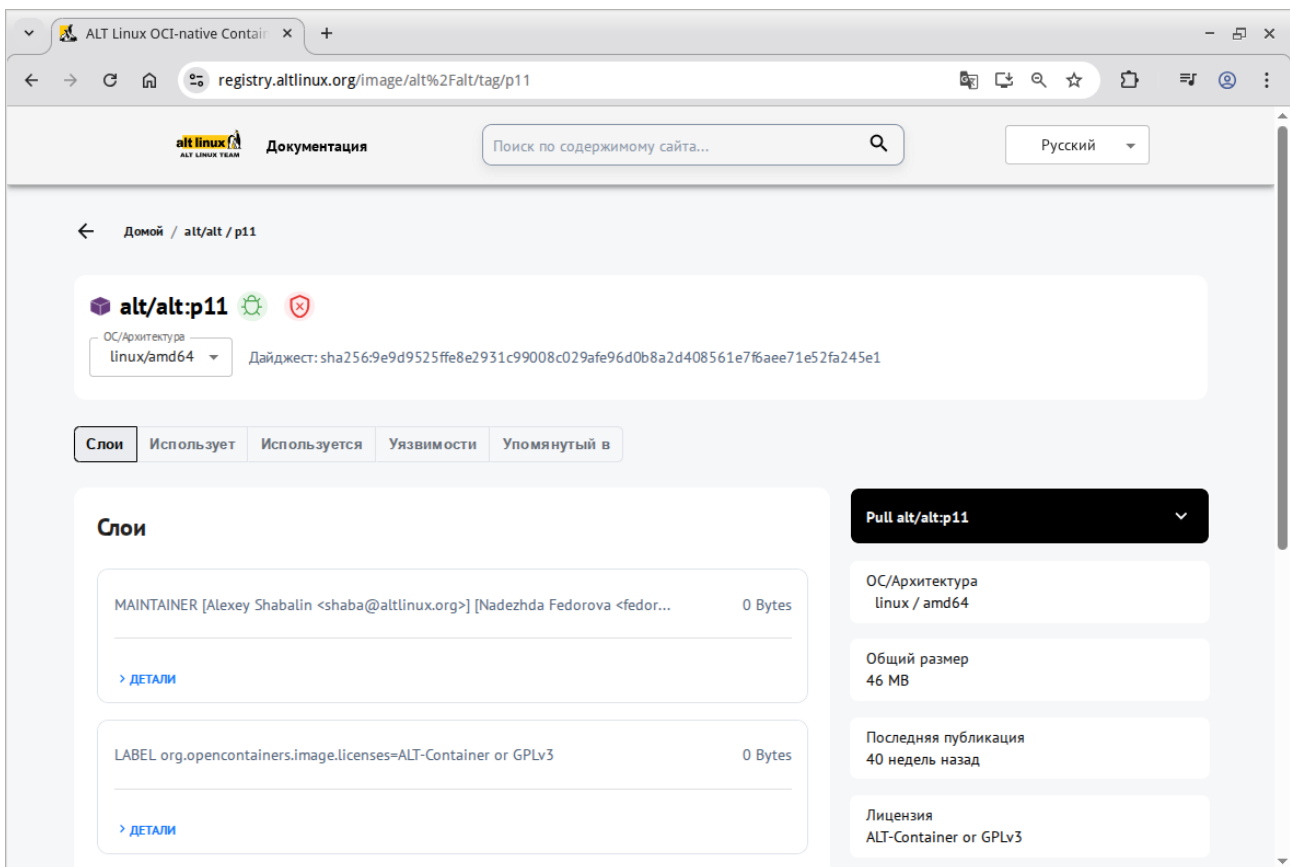 ALT Linux OCI-native Contain
registry.altlinux.org/image/alt%2Falt/tag/p11
alt linux
ALT LINUX TEAM
Документация
Поиск по содержимому сайта...
Русский
Домой / alt/alt / p11
alt/alt:p11
ОС/Архитектура
linux/amd64
Дайджест: sha256:9e9d9525ffe8e2931c99008c029afe96d0b8a2d408561e7f6aee71e52fa245e1
Слои
Использует
Используется
Уязвимости
Упомянутый в
Слои
MAINTAINER [Alexey Shabalin <shaba@altlinux.org>] [Nadezhda Fedorova <fedor...
0 Bytes
ДЕТАЛИ
LABEL org.opencontainers.image.licenses=ALT-Container or GPLv3
0 Bytes
ДЕТАЛИ
Pull alt/alt:p11
ОС/Архитектура
linux / amd64
Общий размер
46 MB
Последняя публикация
40 недель назад
Лицензия
ALT-Container or GPLv3